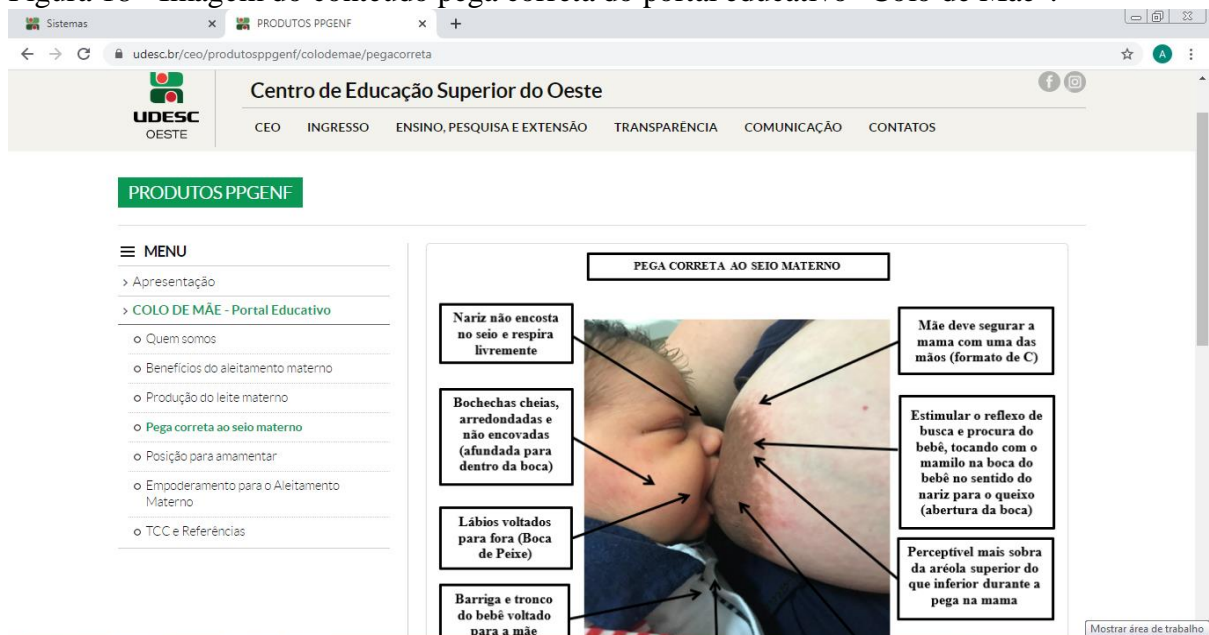 Sistemas
PRODUTOS PPGENF
udesc.br/ceo/produtosppgenf/colodemae/pegacorreta
UDESC
OESTE
Centro de Educação Superior do Oeste
CEO INGRESSO ENSINO, PESQUISA E EXTENSÃO TRANSPARÊNCIA COMUNICAÇÃO CONTATOS
PRODUTOS PPGENF
MENU
> Apresentação
> COLO DE MÃE - Portal Educativo
Quem somos
Benefícios do aleitamento materno
Produção do leite materno
Pega correta ao seio materno
Posição para amamentar
Empoderamento para o Aleitamento
Materno
TCC e Referências
PEGA CORRETA AO SEIO MATERNO
Nariz não encosta
no seio e respira
livremente
Bochechas cheias,
arredondadas e
não encovadas
(afundada para
dentro da boca)
Lábios voltados
para fora (Boca
de Peixe)
Barriga e tronco
do bebê voltado
para a mãe
Mãe deve segurar a
mama com uma das
mãos (formato de C)
Estimular o reflexo de
busca e procura do
bebê, tocando com o
mamilo na boca do
bebê no sentido do
nariz para o queixo
(abertura da boca)
Perceptível mais sobra
da aréola superior do
que inferior durante a
pega na mama
Mostrar área de trabalho